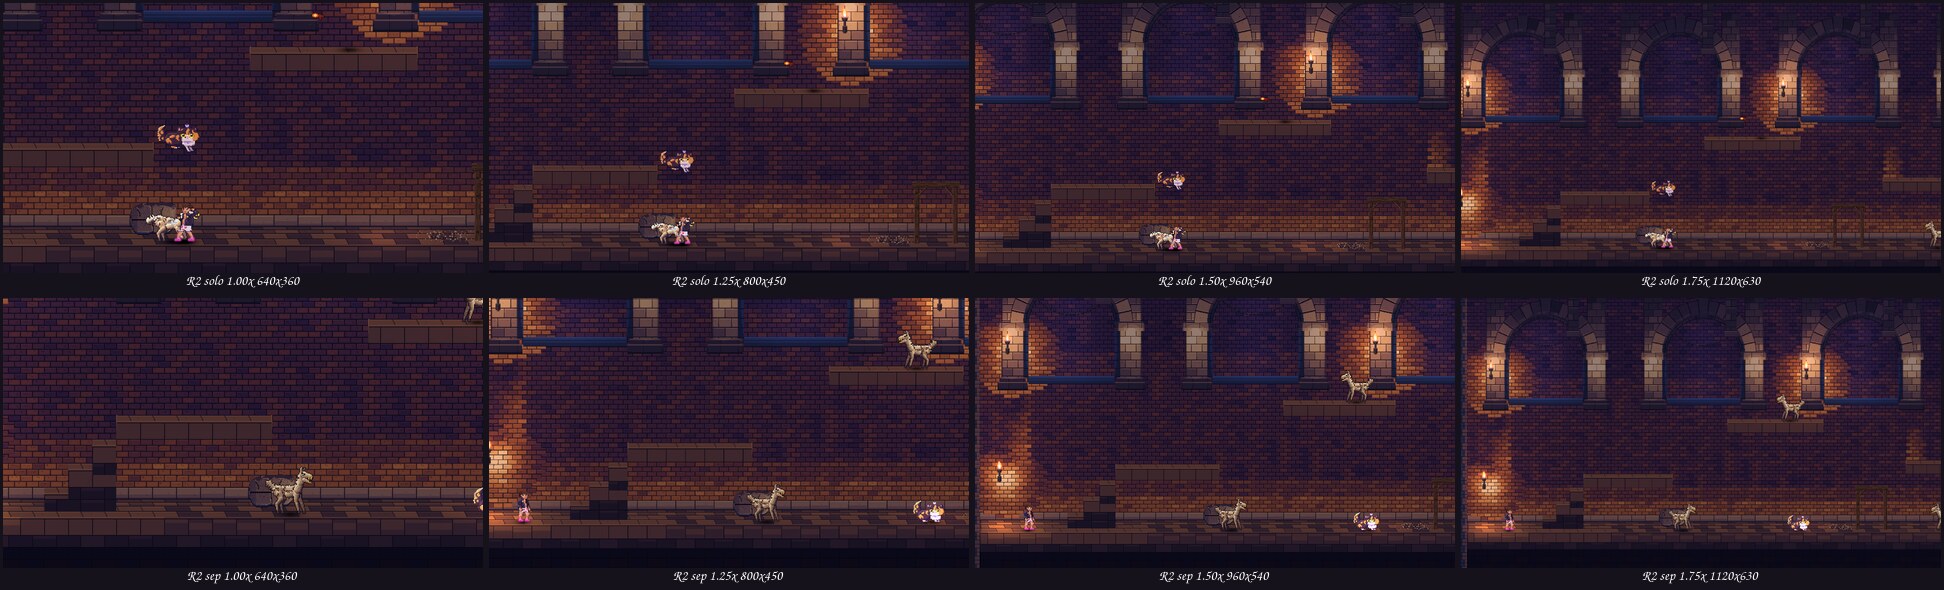 R2 solo 1.00x 640x360
R2 solo 1.25x 800x450
R2 solo 1.50x 960x540
R2 solo 1.75x 1120x630
R2 sep 1.00x 640x360
R2 sep 1.25x 800x450
R2 sep 1.50x 960x540
R2 sep 1.75x 1120x630